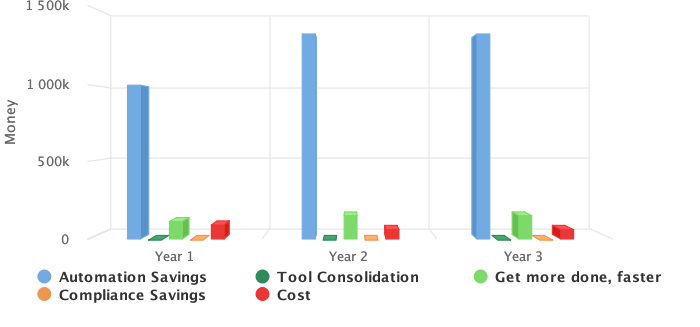 1 500k
1 000k
500k
0
Money
Year 1 Year 2 Year 3
Automation Savings Tool Consolidation Get more done, faster
Compliance Savings Cost